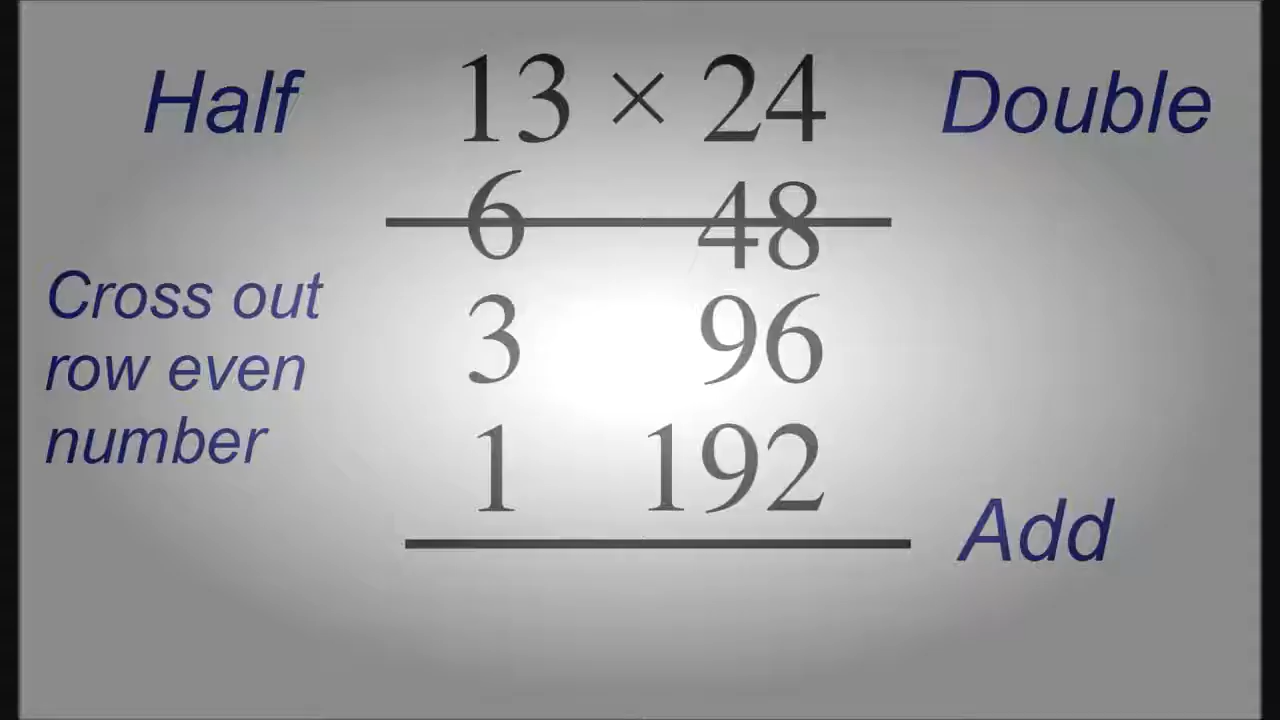 Half 13 × 24 Double
6 48
Cross out
row even
number
3 96
1 192
Add